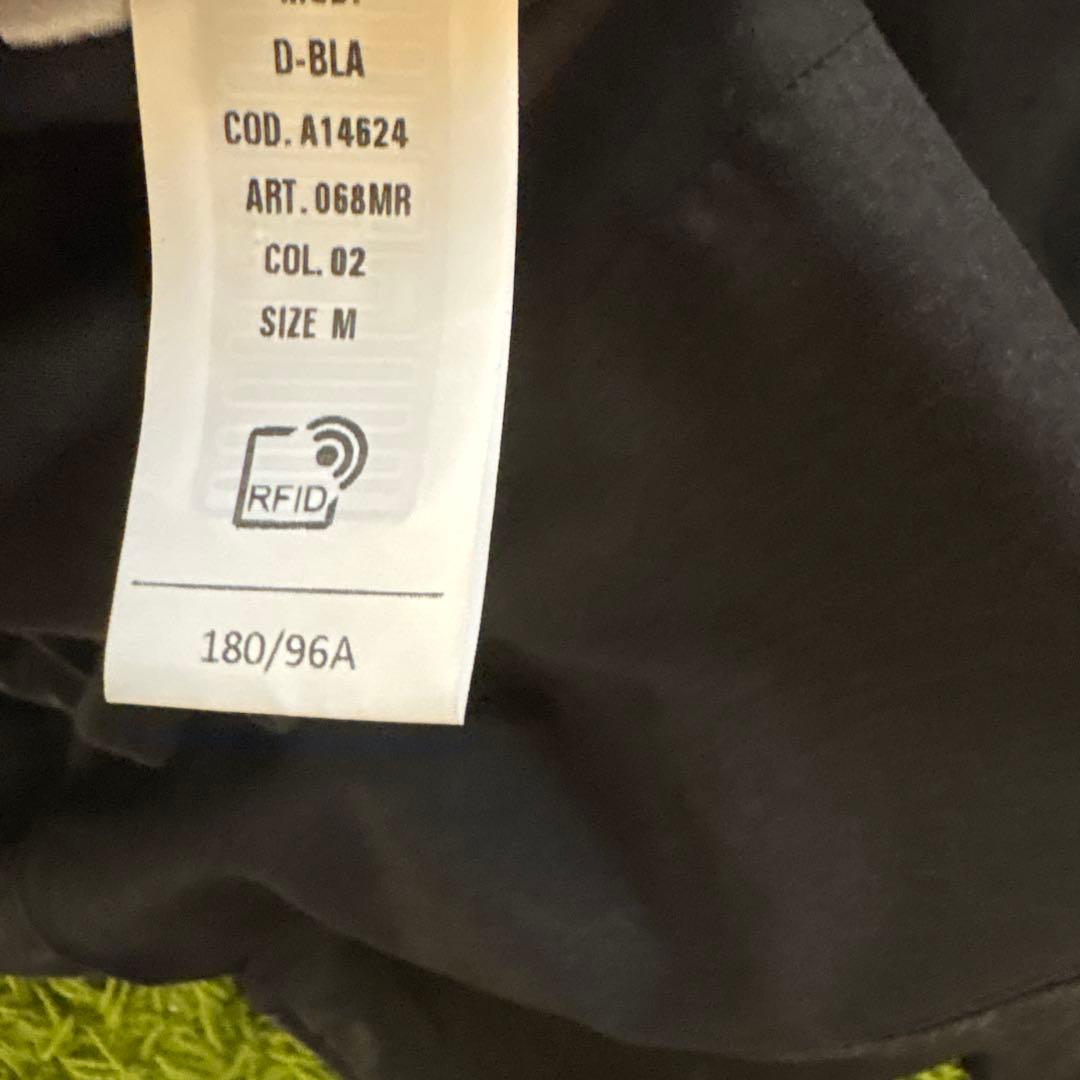 D-BLA
COD. A14624
ART. 068MR
COL. 02
SIZE M
RFID
180/96A